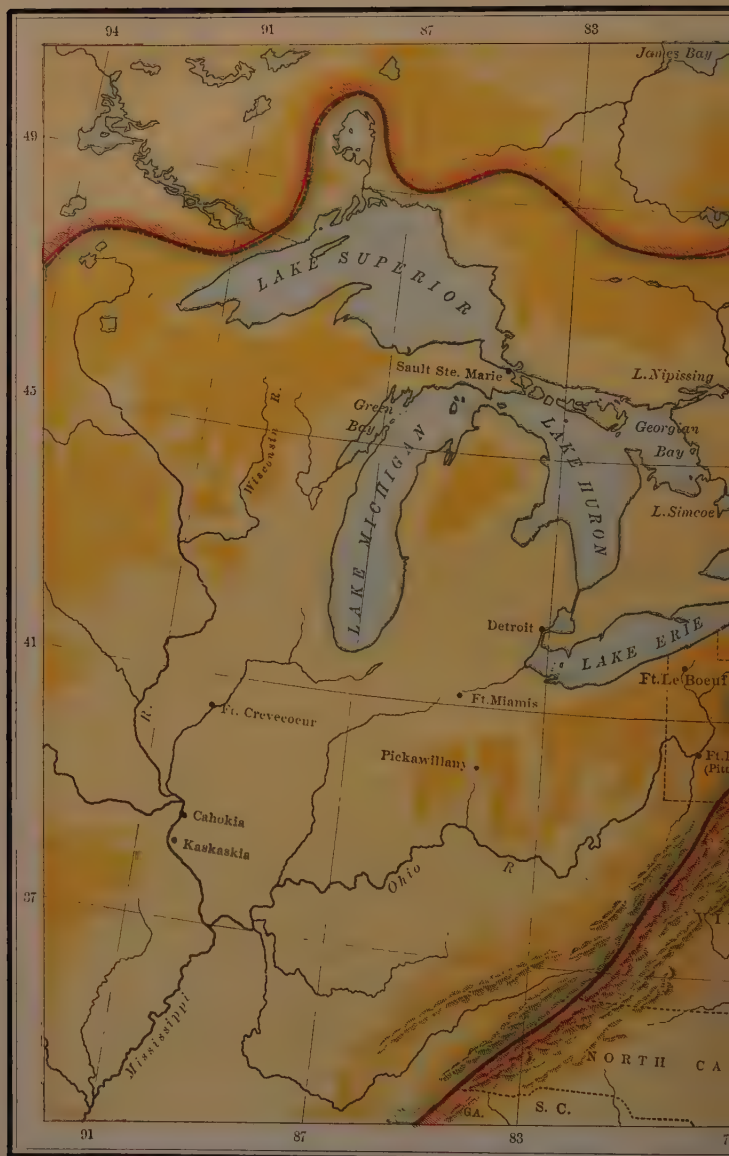 94 91 87 83
James Bay
49
LAKE SUPERIOR
Sault Ste. Marie
L. Nipissing
45
Green
Bay
Georgian
Bay
Wisconsin R.
LAKE MICHIGAN
LAKE HURON
L. Simcoe
Detroit
41
LAKE ERIE
Ft. Le Boeuf
Ft. Miamis
R.
Ft. Crevecoeur
Pickawillany
Ft.
(Pit
Cahokia
Kaskaskia
Ohio R
37
Mississippi
NORTH CA
GA.
S. C.
91 87 83